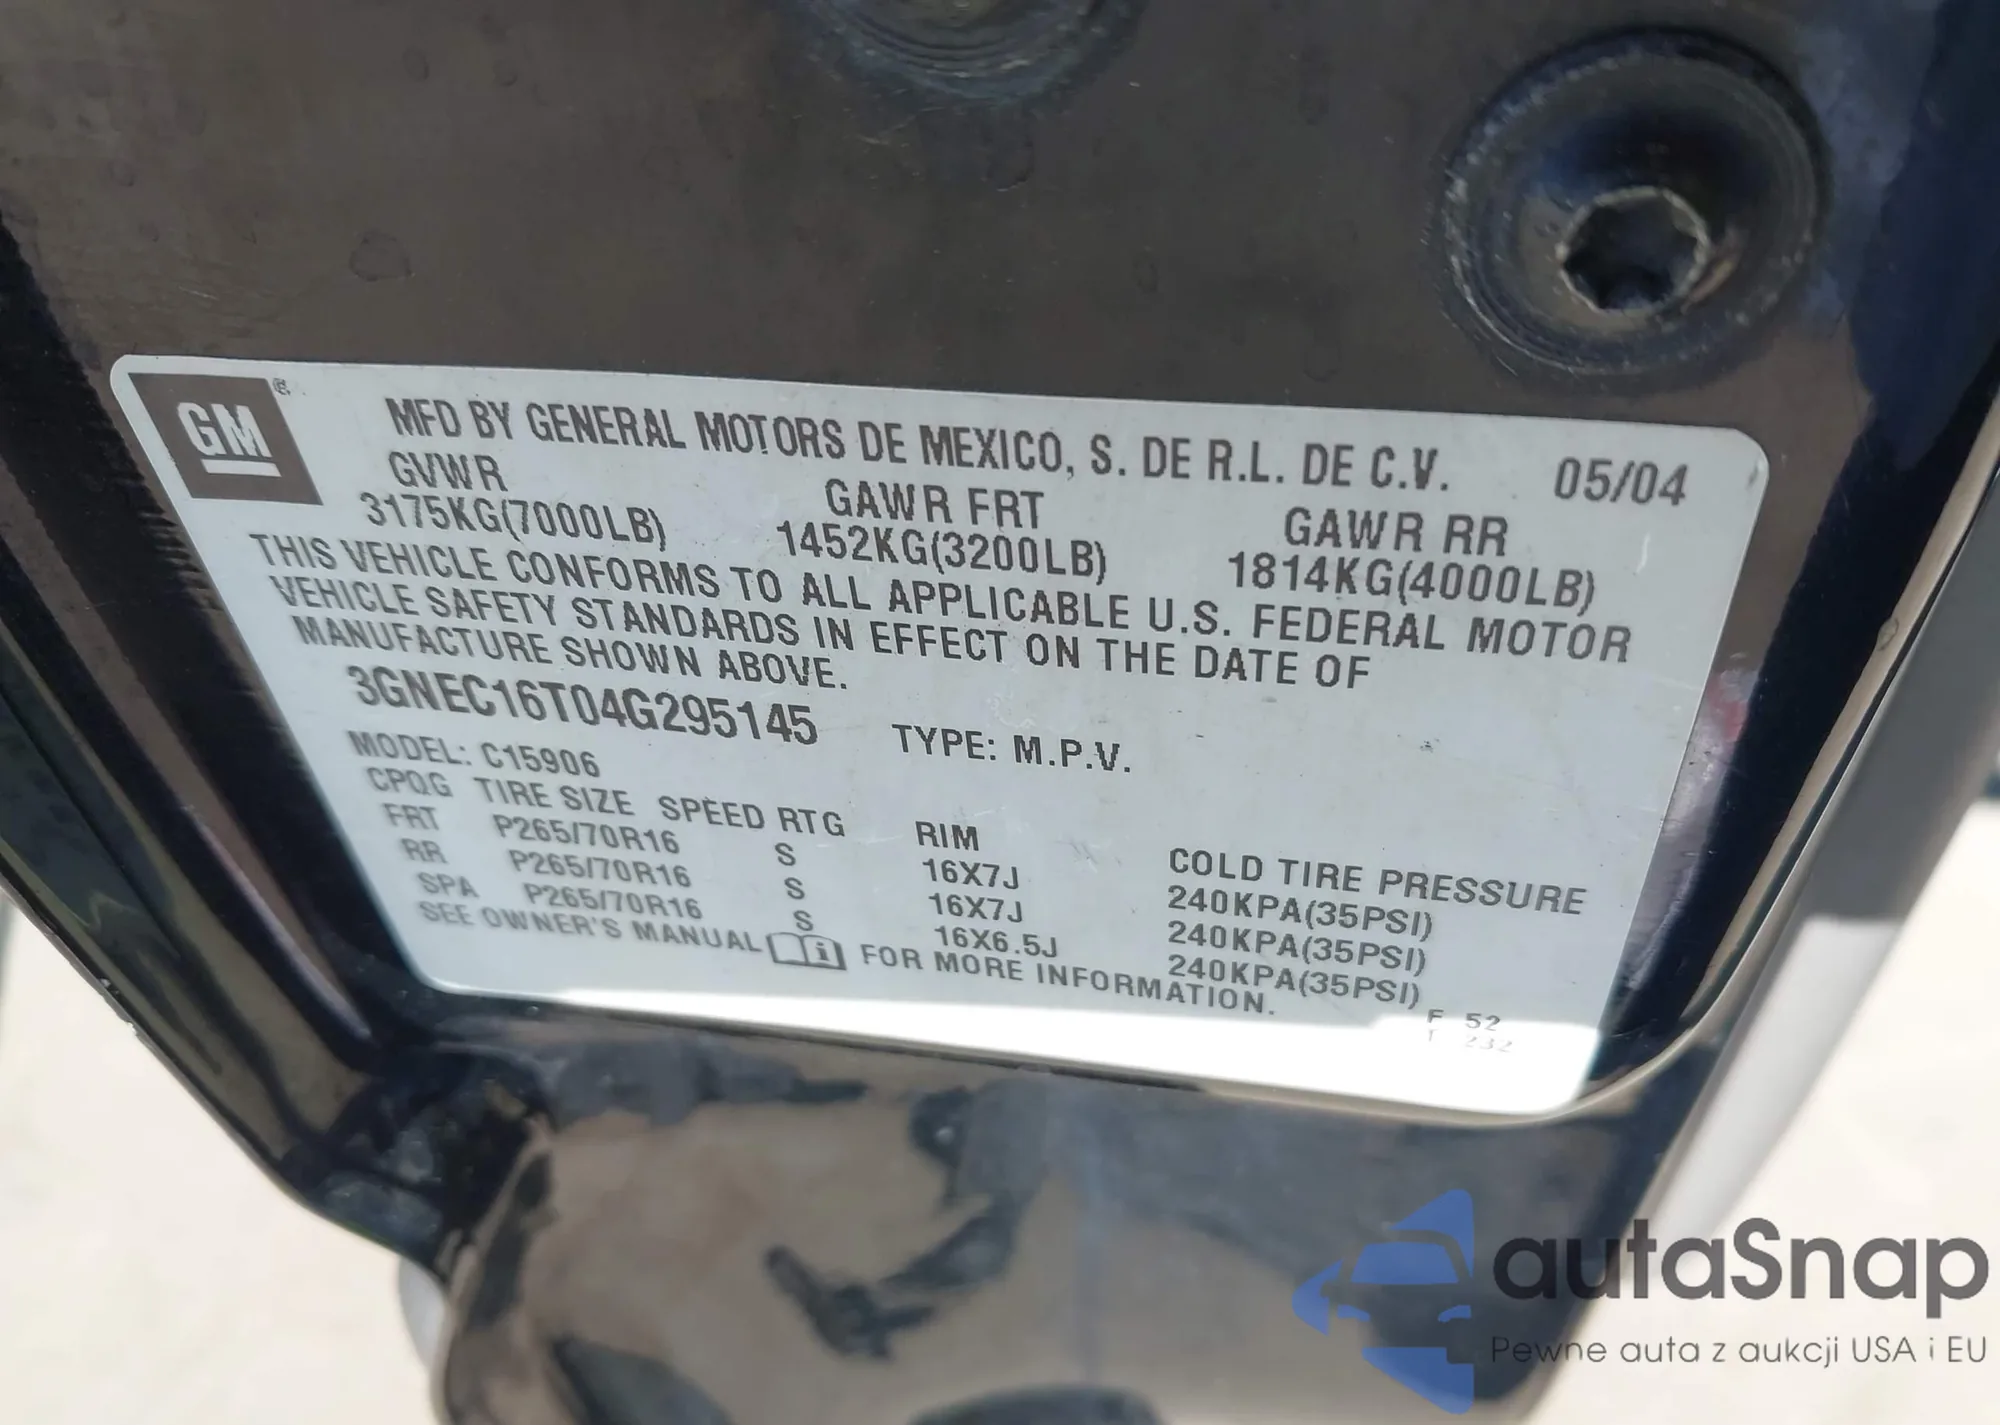 GM
MFD BY GENERAL MOTORS DE MEXICO, S. DE R.L. DE C.V. 05/04
GVWR GAWR FRT GAWR RR
3175KG(7000LB) 1452KG(3200LB) 1814KG(4000LB)
THIS VEHICLE CONFORMS TO ALL APPLICABLE U.S. FEDERAL MOTOR
VEHICLE SAFETY STANDARDS IN EFFECT ON THE DATE OF
MANUFACTURE SHOWN ABOVE.
3GNEC16T04G295145 TYPE: M.P.V.
MODEL: C15906
CPQG TIRE SIZE SPEED RTG RIM COLD TIRE PRESSURE
FRT P265/70R16 S 16X7J 240KPA(35PSI)
RR P265/70R16 S 16X7J 240KPA(35PSI)
SPA P265/70R16 S 16X6.5J 240KPA(35PSI)
SEE OWNER'S MANUAL i FOR MORE INFORMATION.
F 52
232
autaSnap
Pewne auta z aukcji USA i EU